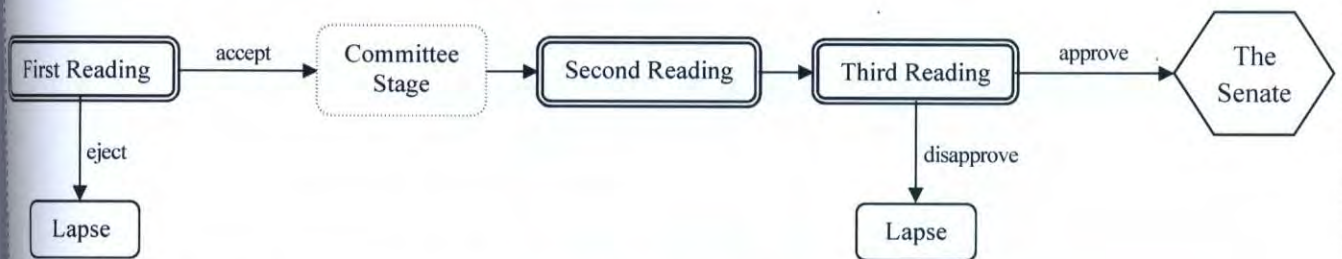 First Reading
accept
Committee
Stage
Second Reading
Third Reading
approve
The
Senate
eject
disapprove
Lapse
Lapse